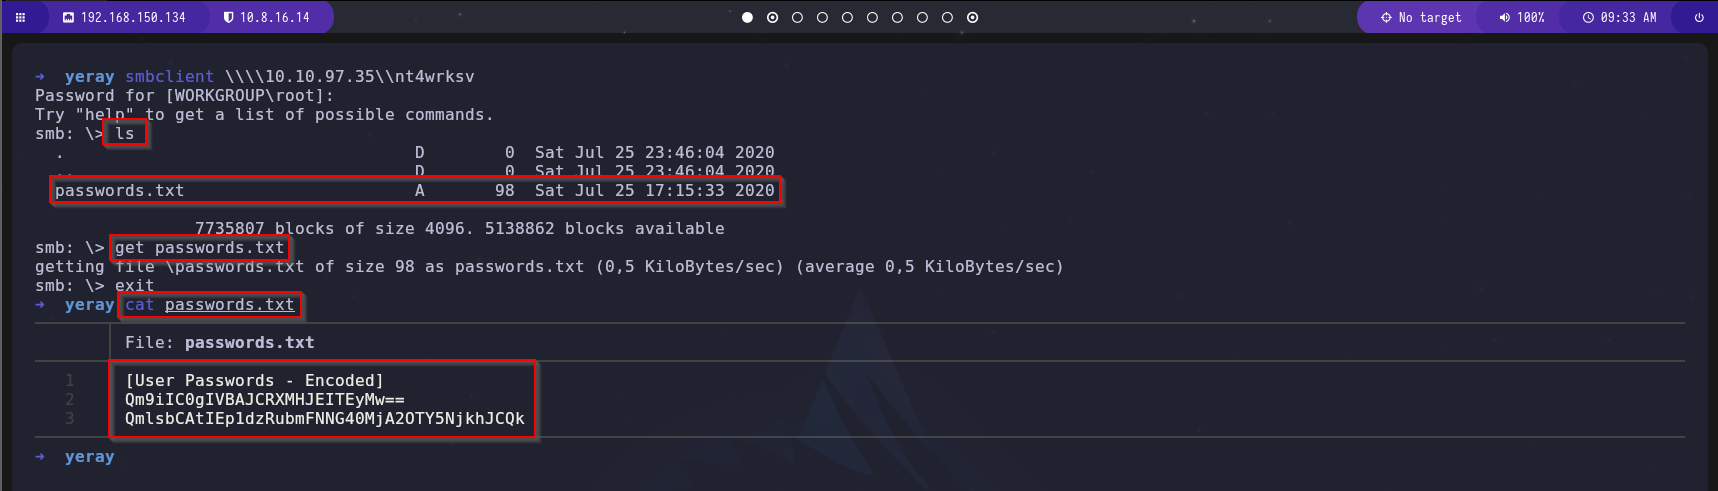 192.168.150.134 10.8.16.14 No target 100% 09:33 AM
➜ yeray smbclient \\\\10.10.97.35\\nt4wrksv
Password for [WORKGROUP\root]:
Try "help" to get a list of possible commands.
smb: \> ls
. D 0 Sat Jul 25 23:46:04 2020
.. D 0 Sat Jul 25 23:46:04 2020
passwords.txt A 98 Sat Jul 25 17:15:33 2020
7735807 blocks of size 4096. 5138862 blocks available
smb: \> get passwords.txt
getting file \passwords.txt of size 98 as passwords.txt (0,5 KiloBytes/sec) (average 0,5 KiloBytes/sec)
smb: \> exit
➜ yeray cat passwords.txt
File: passwords.txt
1 [User Passwords - Encoded]
2 Qm9iIC0gIVBAJCRXMHJEITEyMw==
3 QmlsbCAtIEp1dzRubmFNNG40MjA2OTY5NjkhJCQk
➜ yeray